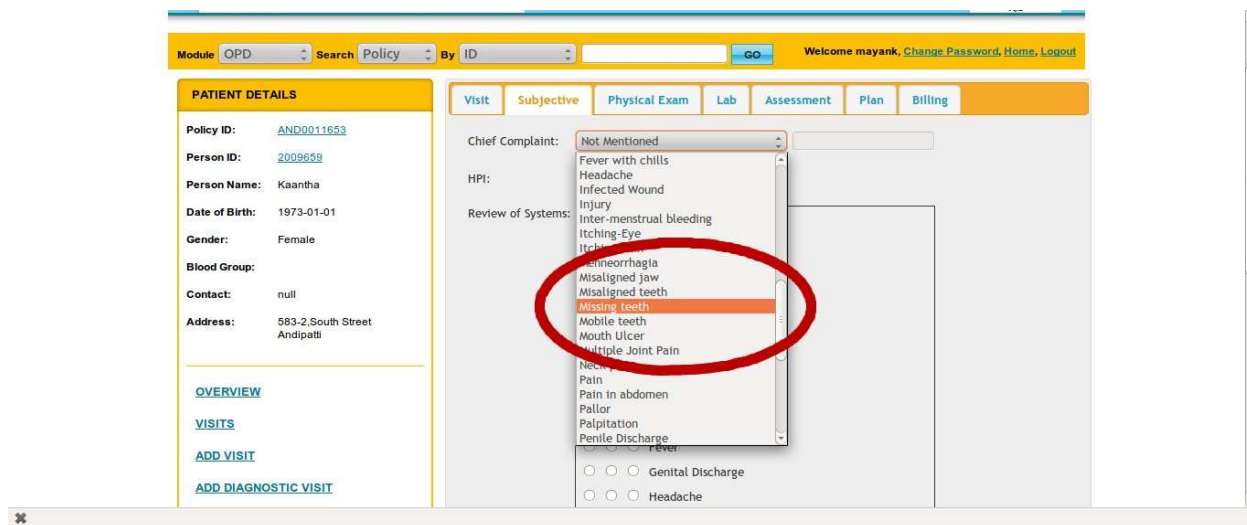 Module OPD Search Policy By ID GO Welcome mayank, Change Password, Home, Logout
PATIENT DETAILS
Policy ID: AND0011653
Person ID: 2009659
Person Name: Kaantha
Date of Birth: 1973-01-01
Gender: Female
Blood Group:
Contact: null
Address: 583-2,South Street
Andipatti
OVERVIEW
VISITS
ADD VISIT
ADD DIAGNOSTIC VISIT
Visit Subjective Physical Exam Lab Assessment Plan Billing
Chief Complaint: Not Mentioned
HPI:
Review of Systems:
Fever with chills
Headache
Infected Wound
Injury
Inter-menstrual bleeding
Itching-Eye
Misaligned jaw
Misaligned teeth
Missing teeth
Mobile teeth
Mouth Ulcer
Multiple Joint Pain
Pain
Pain in abdomen
Pallor
Palpitation
Penile Discharge
Fever
Genital Discharge
Headache